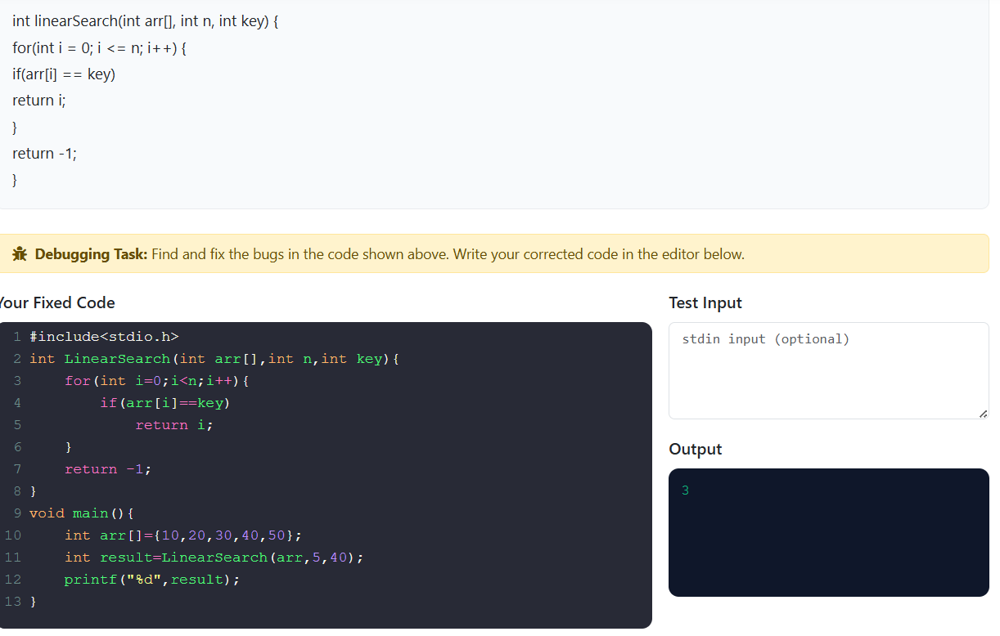 int linearSearch(int arr[], int n, int key) {
for(int i = 0; i <= n; i++) {
if(arr[i] == key)
return i;
}
return -1;
}
Debugging Task: Find and fix the bugs in the code shown above. Write your corrected code in the editor below.
Your Fixed Code
1 #include<stdio.h>
2 int LinearSearch(int arr[],int n,int key){
3     for(int i=0;i<n;i++){
4         if(arr[i]==key)
5             return i;
6     }
7     return -1;
8 }
9 void main(){
10     int arr[]={10,20,30,40,50};
11     int result=LinearSearch(arr,5,40);
12     printf("%d",result);
13 }
Test Input
stdin input (optional)
Output
3